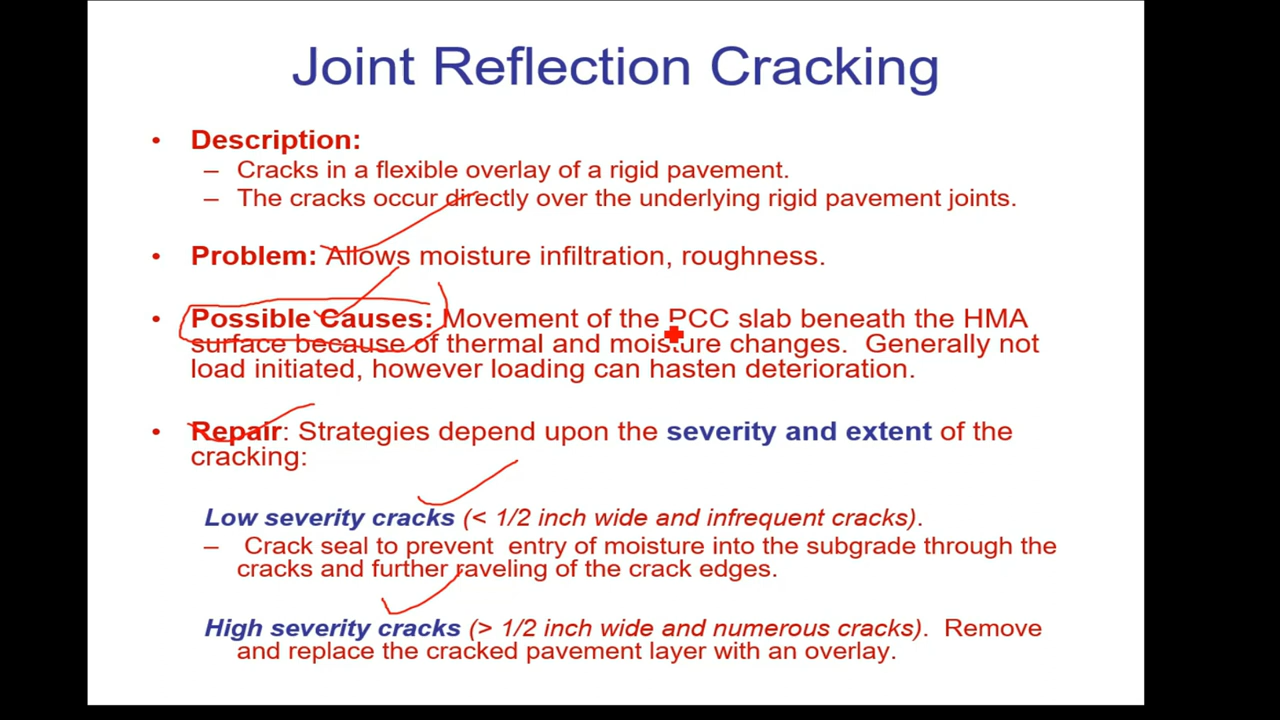 Joint Reflection Cracking
• Description:
– Cracks in a flexible overlay of a rigid pavement.
– The cracks occur directly over the underlying rigid pavement joints.
• Problem: Allows moisture infiltration, roughness.
• Possible Causes: Movement of the PCC slab beneath the HMA
surface because of thermal and moisture changes. Generally not
load initiated, however loading can hasten deterioration.
• Repair: Strategies depend upon the severity and extent of the
cracking:
Low severity cracks (< 1/2 inch wide and infrequent cracks).
– Crack seal to prevent entry of moisture into the subgrade through the
cracks and further raveling of the crack edges.
High severity cracks (> 1/2 inch wide and numerous cracks). Remove
and replace the cracked pavement layer with an overlay.